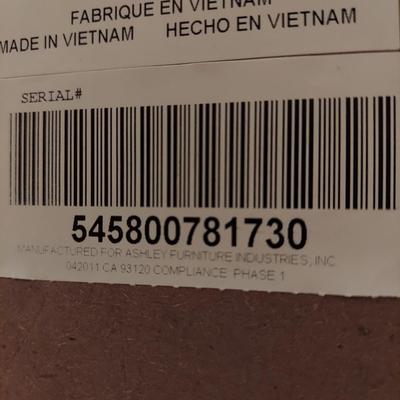 FABRIQUE EN VIETNAM
MADE IN VIETNAM HECHO EN VIETNAM
SERIAL#
545800781730
MANUFACTURED FOR ASHLEY FURNITURE INDUSTRIES, INC
042011 CA 93120 COMPLIANCE PHASE 1